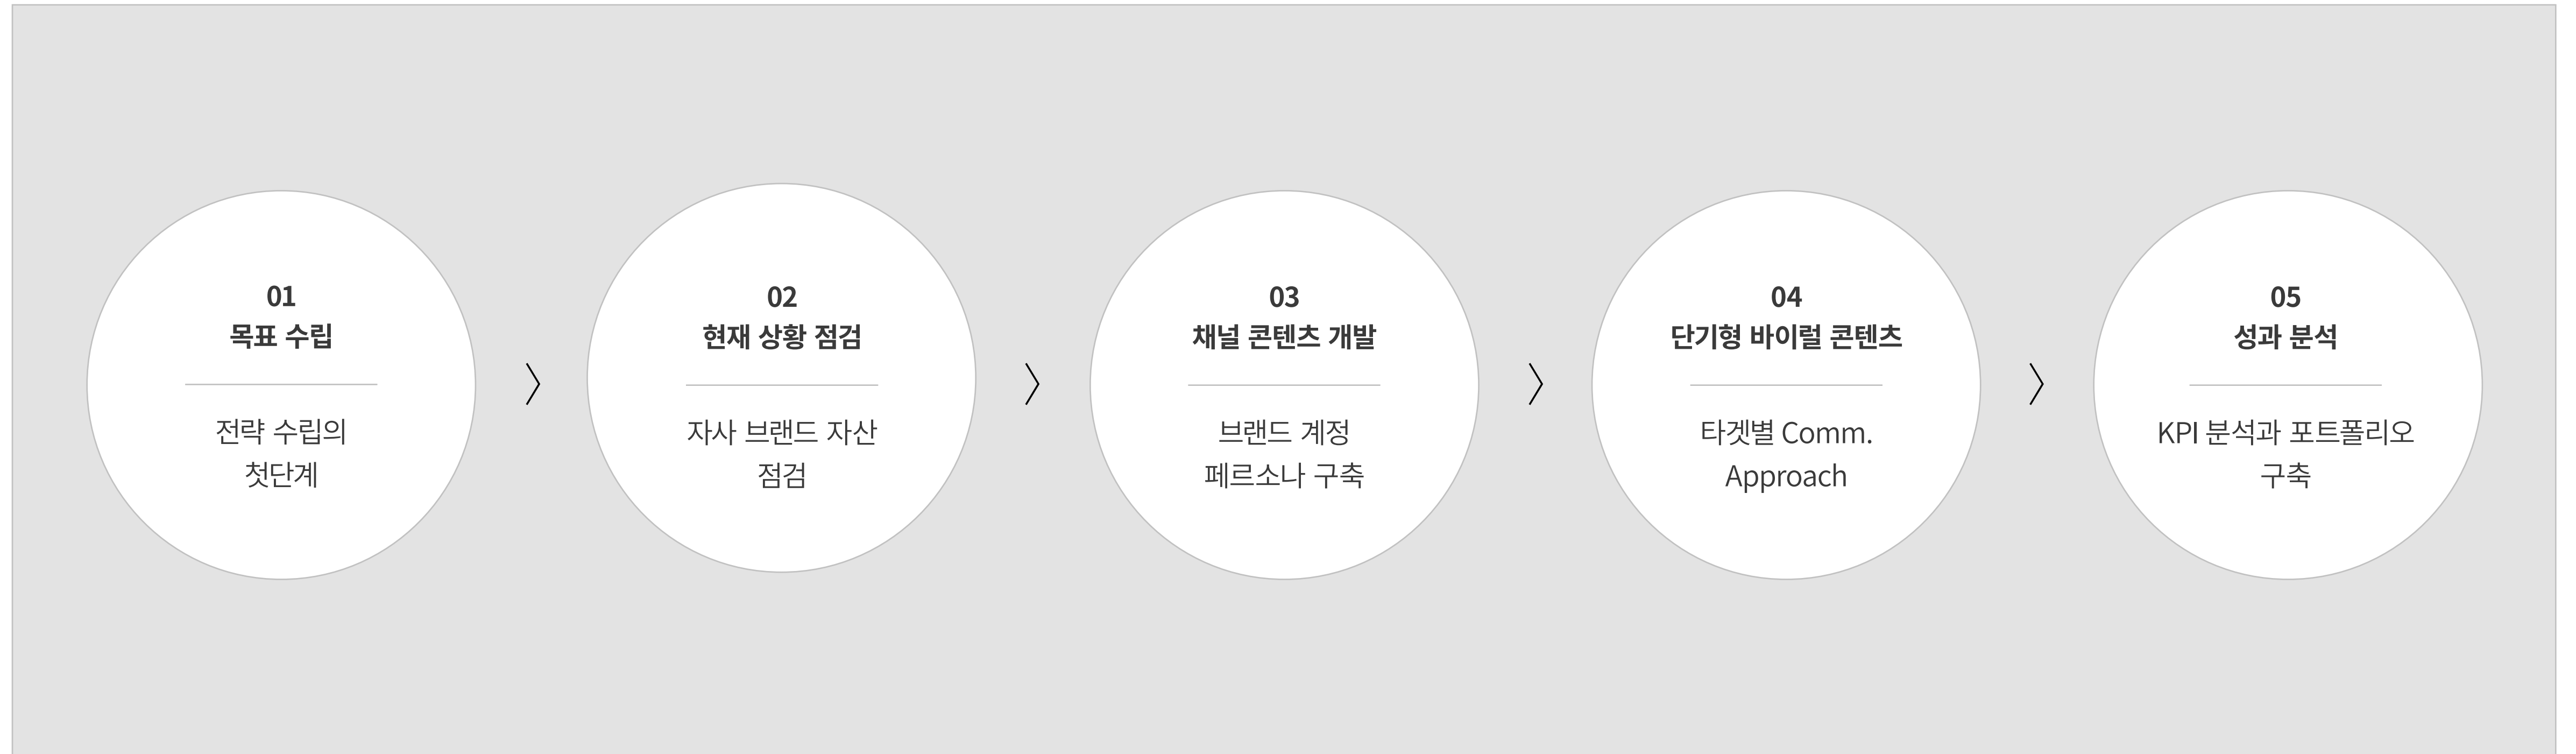 01
목표 수립
전략 수립의
첫단계
02
현재 상황 점검
자사 브랜드 자산
점검
03
채널 콘텐츠 개발
브랜드 계정
페르소나 구축
04
단기형 바이럴 콘텐츠
타겟별 Comm.
Approach
05
성과 분석
KPI 분석과 포트폴리오
구축